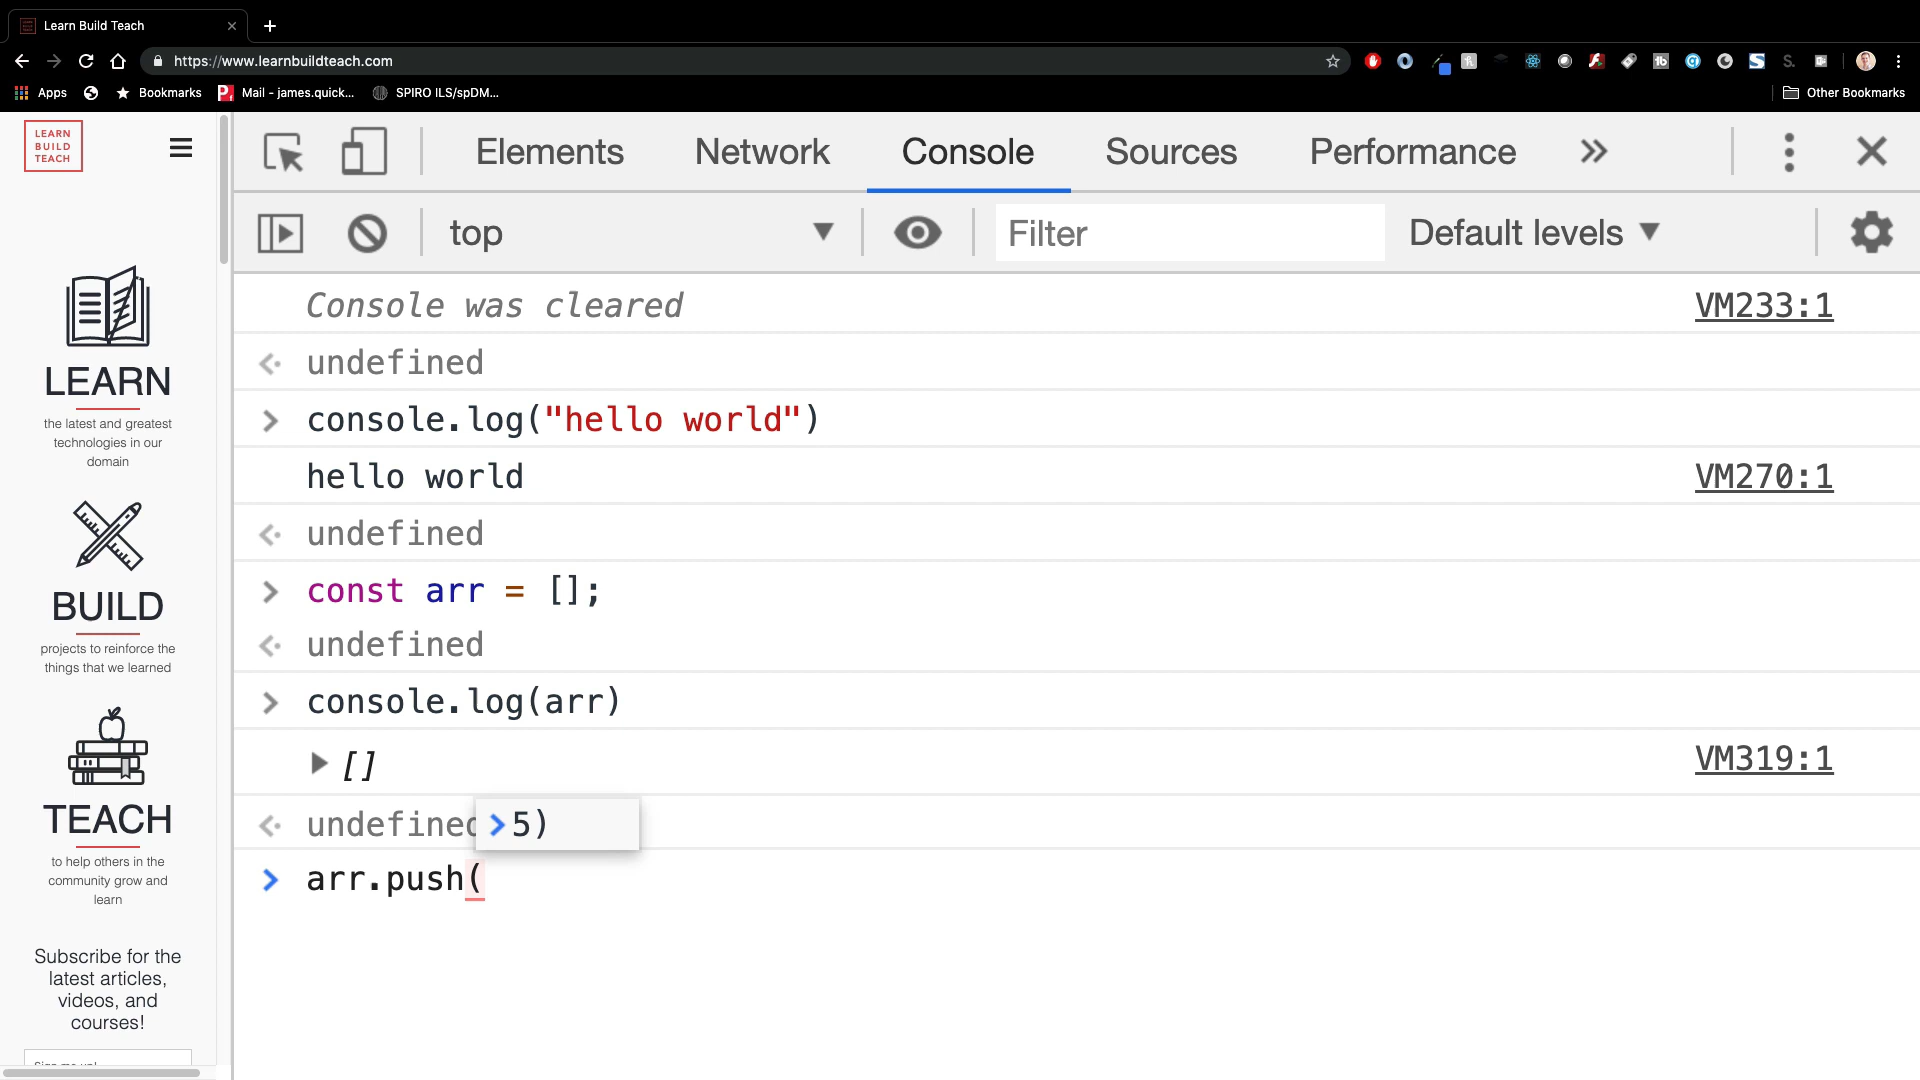 Learn Build Teach
https://www.learnbuildteach.com
Apps
Bookmarks
Mail - james.quick...
SPIRO ILS/spDM...
Other Bookmarks
LEARN
BUILD
TEACH
LEARN
the latest and greatest
technologies in our
domain
BUILD
projects to reinforce the
things that we learned
TEACH
to help others in the
community grow and
learn
Subscribe for the
latest articles,
videos, and
courses!
Sign me up!
Elements Network Console Sources Performance
top Filter Default levels
Console was cleared VM233:1
undefined
console.log("hello world")
hello world VM270:1
undefined
const arr = [];
undefined
console.log(arr)
[] VM319:1
undefined
5)
arr.push(